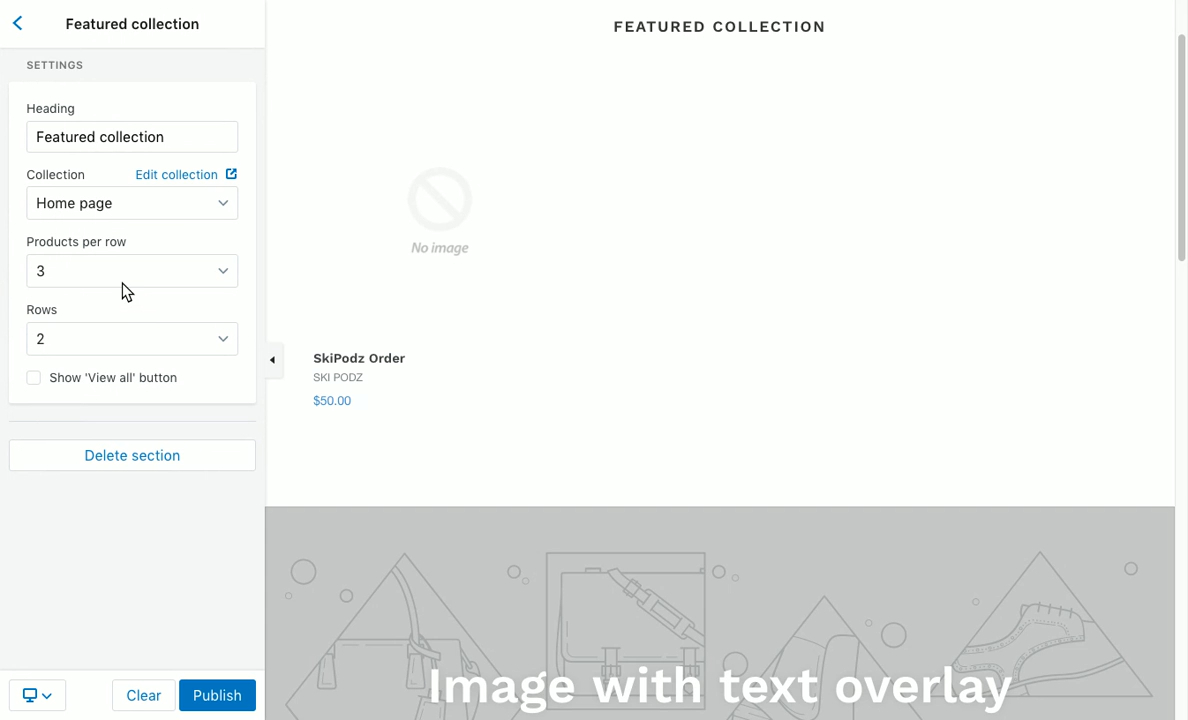 Featured collection
SETTINGS
Heading
Featured collection
Collection Edit collection
Home page
Products per row
3
Rows
2
Show 'View all' button
Delete section
Clear Publish
FEATURED COLLECTION
No image
SkiPodz Order
SKI PODZ
$50.00
Image with text overlay